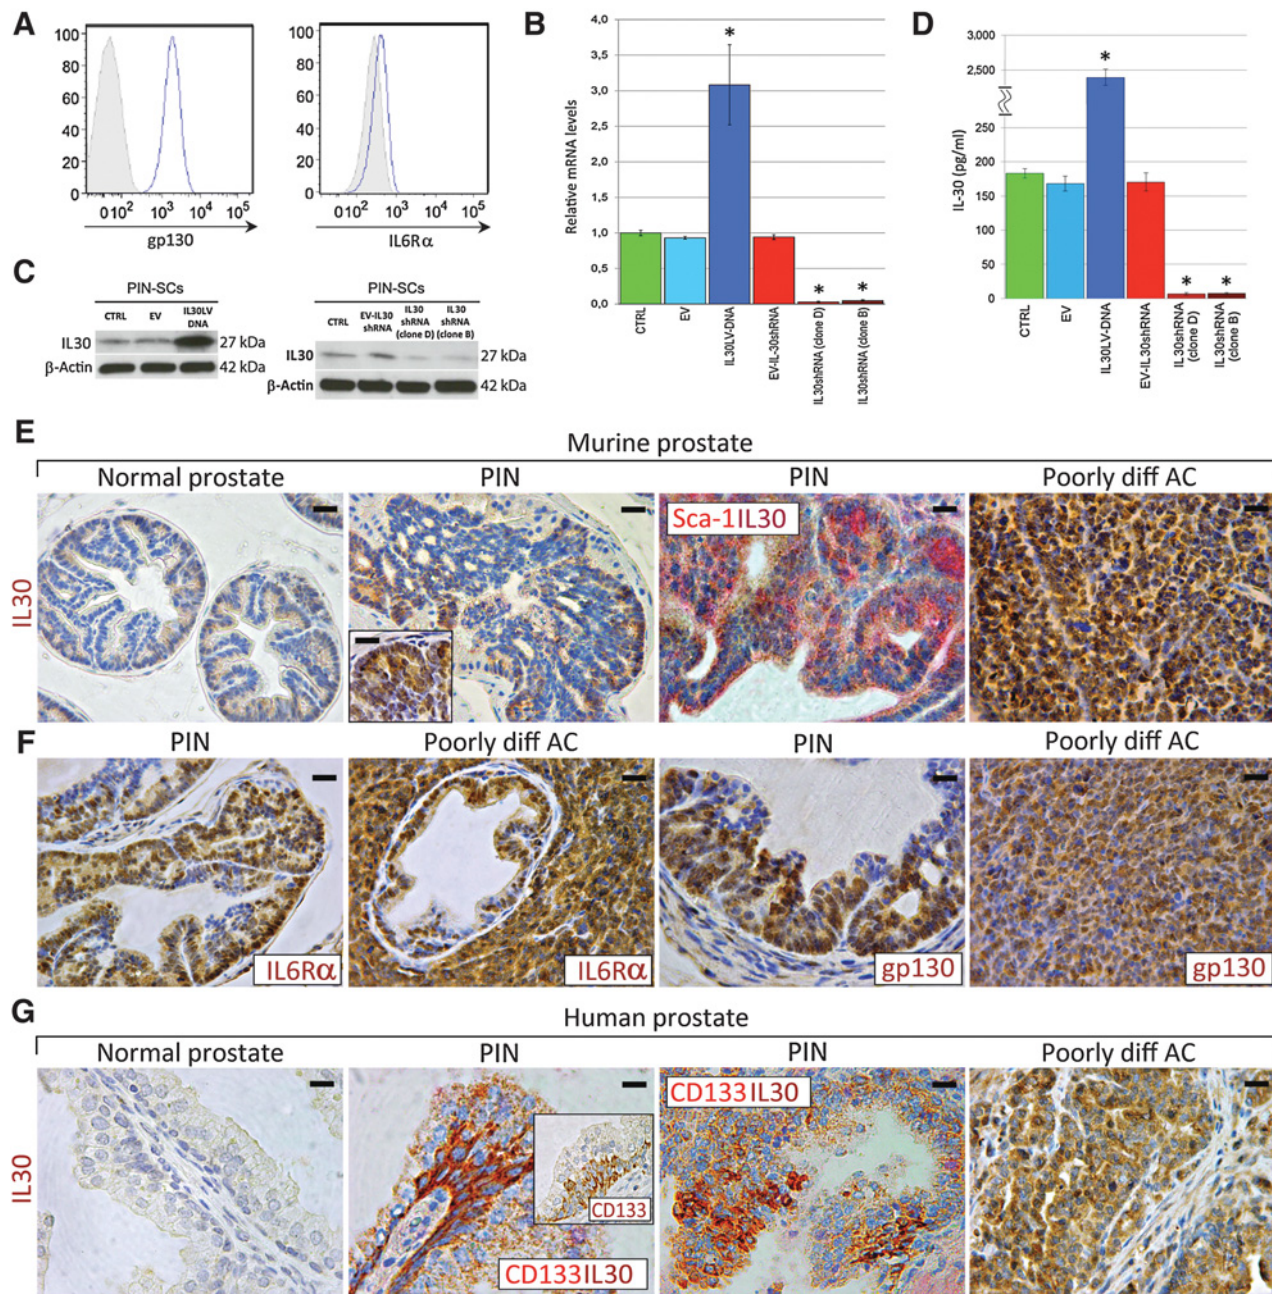 A
100
80
60
40
20
0
0 10² 10³ 10⁴ 10⁵
gp130
100
80
60
40
20
0
0 10² 10³ 10⁴ 10⁵
IL6Rα
B
Relative mRNA levels
4,0
3,5
3,0
2,5
2,0
1,5
1,0
0,5
0,0
*
*
*
CTRL
EV
IL30LV-DNA
EV-IL-30shRNA
IL30shRNA (clone D)
IL30shRNA (clone B)
C
PIN-SCs
CTRL EV IL30LV
DNA
IL30 27 kDa
β-Actin 42 kDa
PIN-SCs
CTRL EV-IL30 shRNA IL30 shRNA (clone D) IL30 shRNA (clone B)
IL30 27 kDa
β-Actin 42 kDa
D
IL-30 (pg/ml)
3,000
2,500
250
200
150
100
50
0
*
*
*
CTRL
EV
IL30LV-DNA
EV-IL30shRNA
IL30shRNA
(clone D)
IL30shRNA
(clone B)
E
Murine prostate
Normal prostate PIN PIN Poorly diff AC
IL30
Sca-1IL30
F
PIN Poorly diff AC PIN Poorly diff AC
IL6Rα IL6Rα gp130 gp130
G
Human prostate
Normal prostate PIN PIN Poorly diff AC
IL30
CD133
CD133IL30
CD133IL30